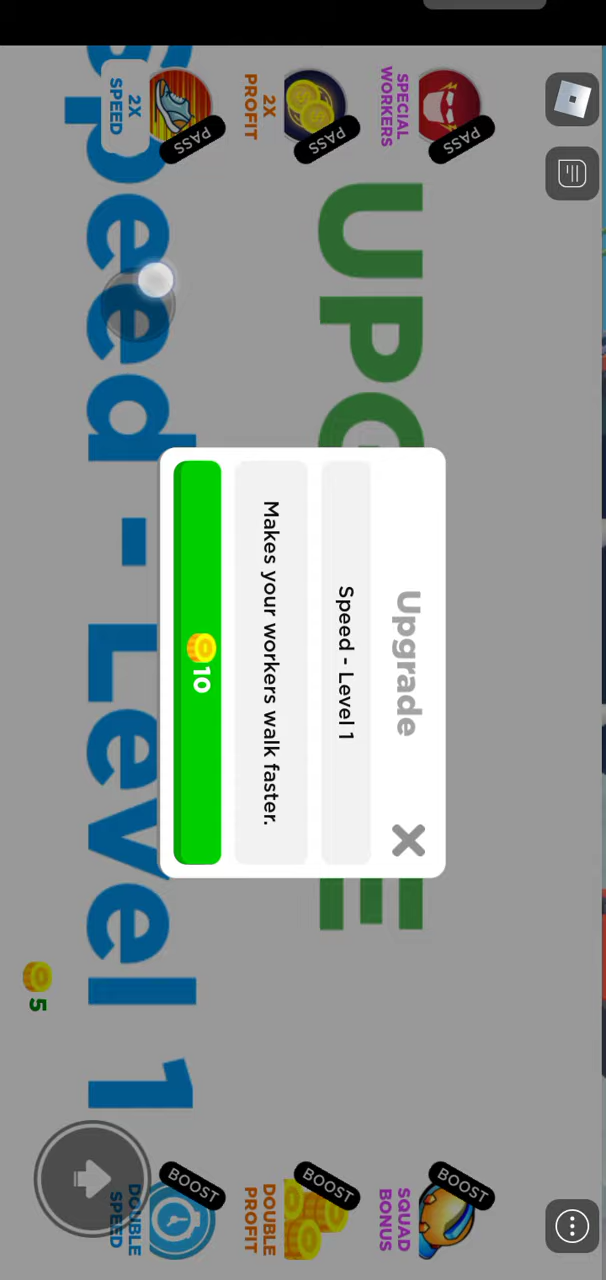 SPECIAL
WORKERS
PASS
2X
PROFIT
PASS
2X
SPEED
PASS
UPG
E
Speed - Level 1
Upgrade
Speed - Level 1
Makes your workers walk faster.
10
5
SQUAD
BONUS
BOOST
DOUBLE
PROFIT
BOOST
DOUBLE
SPEED
BOOST